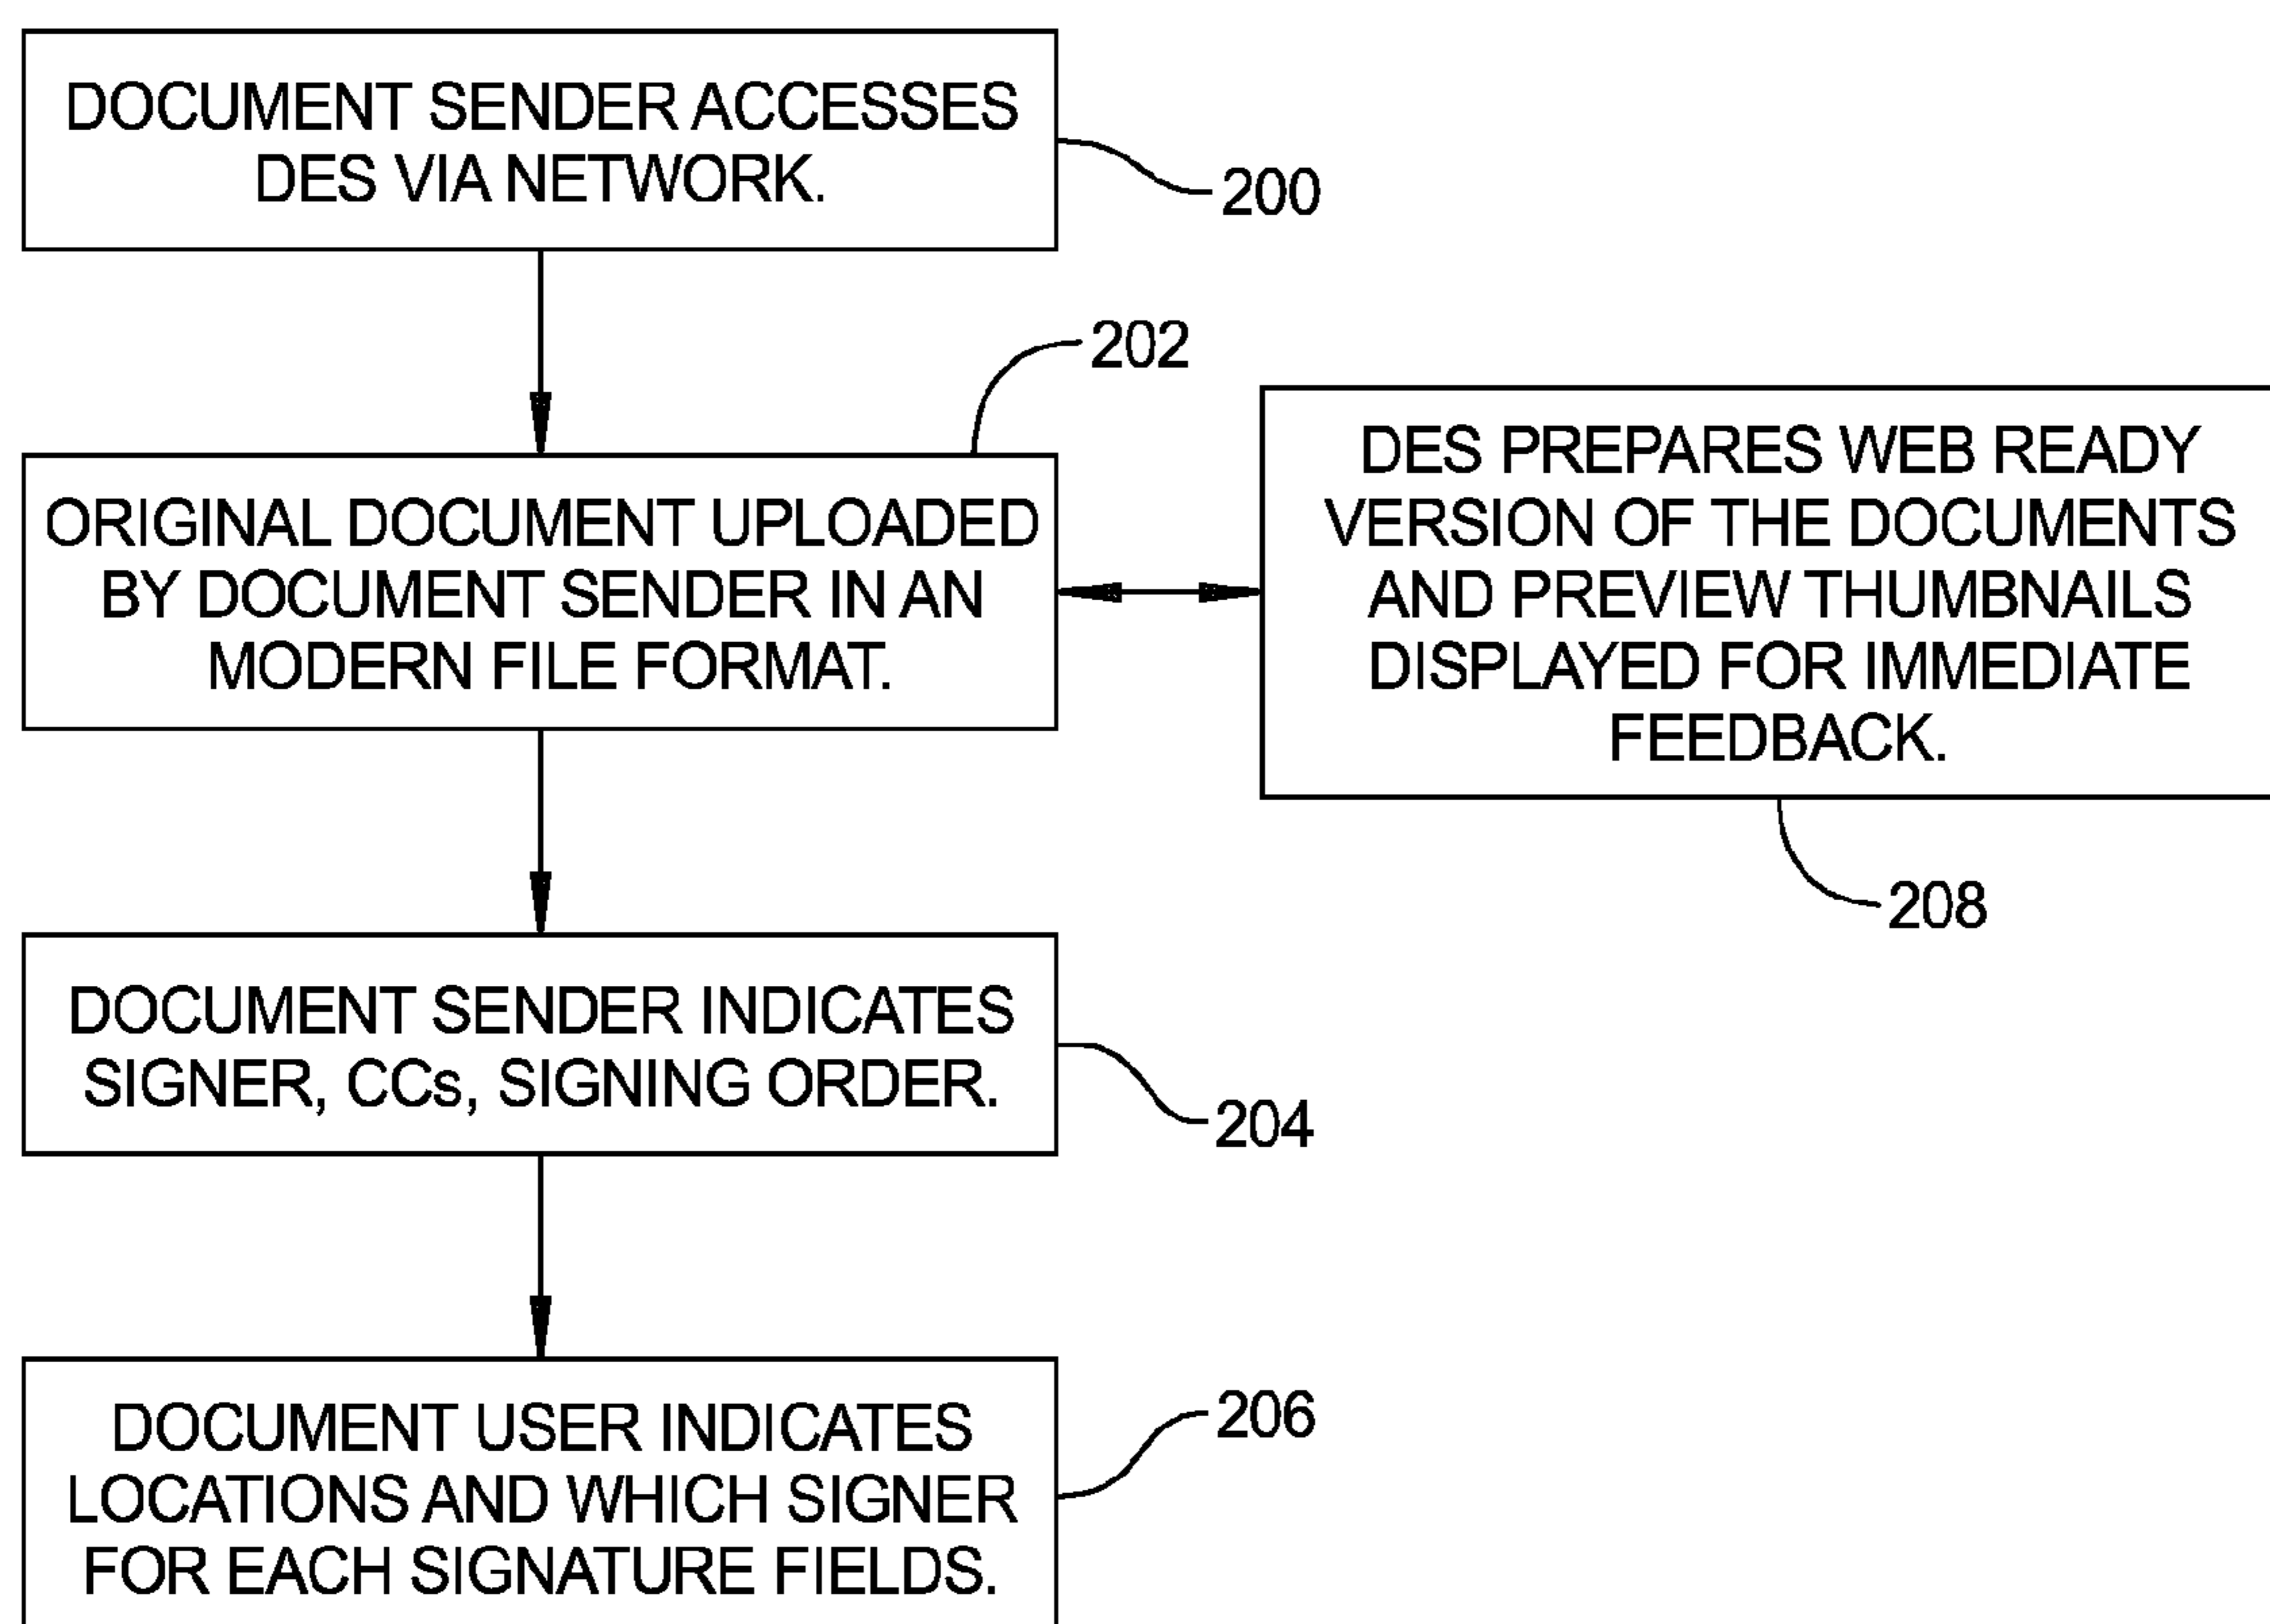 DOCUMENT SENDER ACCESSES
DES VIA NETWORK.
200
202
ORIGINAL DOCUMENT UPLOADED
BY DOCUMENT SENDER IN AN
MODERN FILE FORMAT.
DES PREPARES WEB READY
VERSION OF THE DOCUMENTS
AND PREVIEW THUMBNAILS
DISPLAYED FOR IMMEDIATE
FEEDBACK.
208
DOCUMENT SENDER INDICATES
SIGNER, CCs, SIGNING ORDER.
204
DOCUMENT USER INDICATES
LOCATIONS AND WHICH SIGNER
FOR EACH SIGNATURE FIELDS.
206